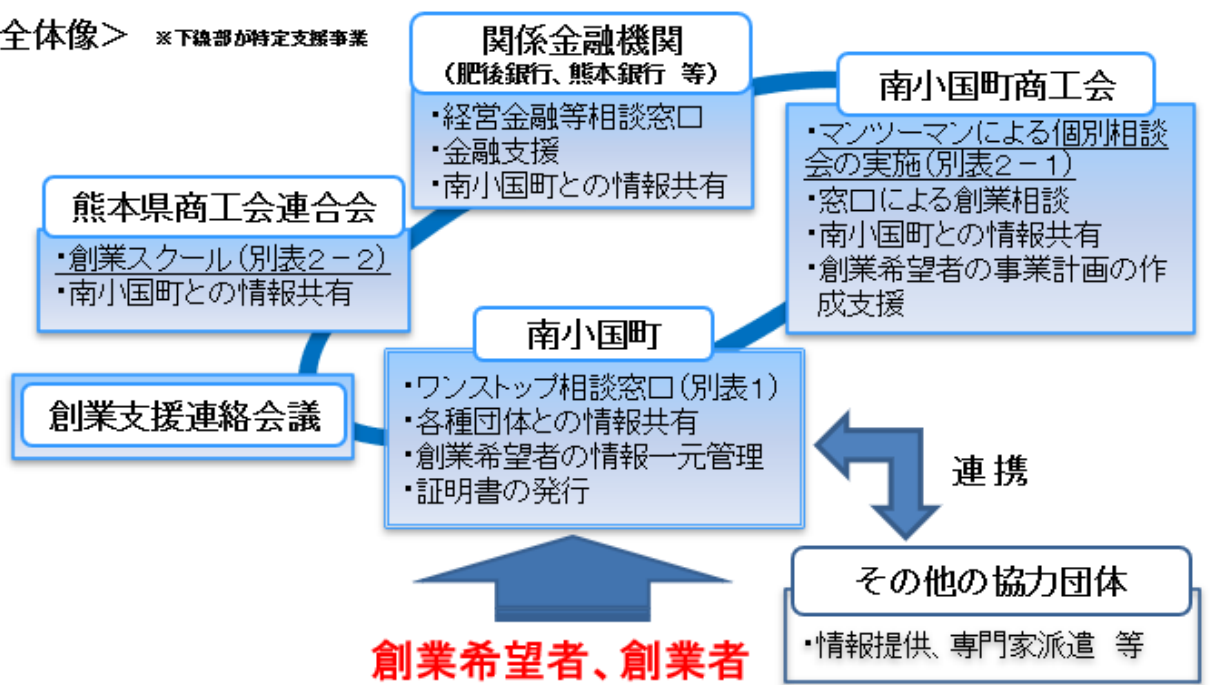 全体像＞ ※下線部が特定支援事業
関係金融機関
(肥後銀行、熊本銀行 等)
・経営金融等相談窓口
・金融支援
・南小国町との情報共有
南小国町商工会
・マンツーマンによる個別相談
会の実施(別表2－1)
・窓口による創業相談
・南小国町との情報共有
・創業希望者の事業計画の作
成支援
熊本県商工会連合会
・創業スクール(別表2－2)
・南小国町との情報共有
創業支援連絡会議
南小国町
・ワンストップ相談窓口(別表1)
・各種団体との情報共有
・創業希望者の情報一元管理
・証明書の発行
連携
その他の協力団体
・情報提供、専門家派遣 等
創業希望者、創業者